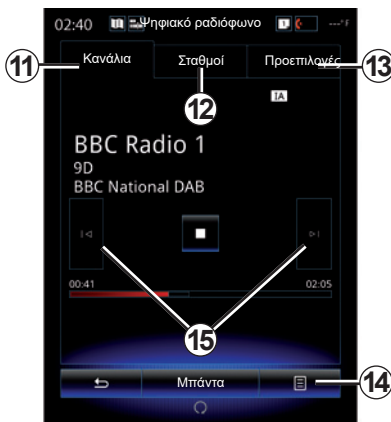 02:40 Ψηφιακό ραδιόφωνο 1 ---°F
11 Κανάλια Σταθμοί Προεπιλογές 13
12
IA
BBC Radio 1
9D
BBC National DAB
00:41 02:05
15
Μπάντα 14